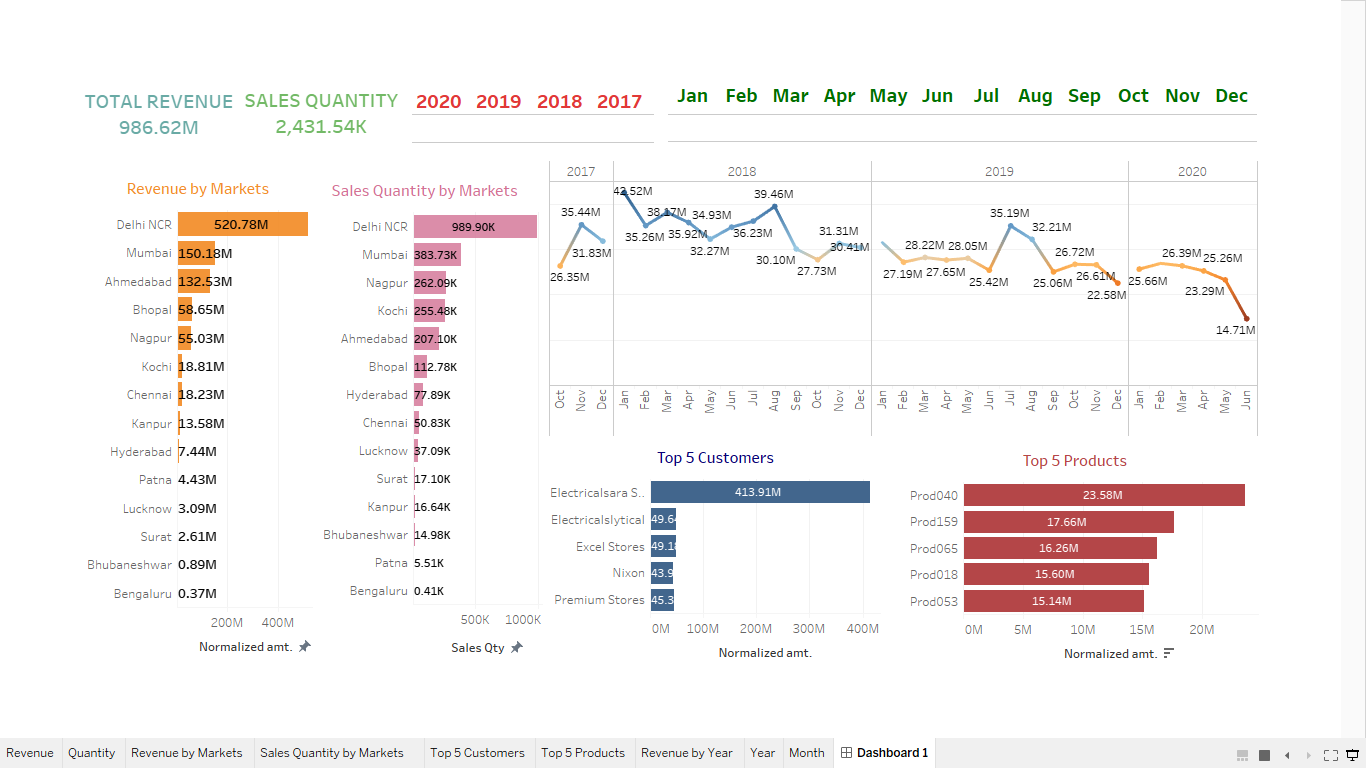 TOTAL REVENUE
986.62M
SALES QUANTITY
2,431.54K
2020 2019 2018 2017
Jan Feb Mar Apr May Jun Jul Aug Sep Oct Nov Dec
Revenue by Markets
Delhi NCR 520.78M
Mumbai 150.18M
Ahmedabad 132.53M
Bhopal 58.65M
Nagpur 55.03M
Kochi 18.81M
Chennai 18.23M
Kanpur 13.58M
Hyderabad 7.44M
Patna 4.43M
Lucknow 3.09M
Surat 2.61M
Bhubaneshwar 0.89M
Bengaluru 0.37M
200M 400M
Normalized amt.
Sales Quantity by Markets
Delhi NCR 989.90K
Mumbai 383.73K
Nagpur 262.09K
Kochi 255.48K
Ahmedabad 207.10K
Bhopal 112.78K
Hyderabad 77.89K
Chennai 50.83K
Lucknow 37.09K
Surat 17.10K
Kanpur 16.64K
Bhubaneshwar 14.98K
Patna 5.51K
Bengaluru 0.41K
500K 1000K
Sales Qty
2017 2018 2019 2020
26.35M 35.44M 31.83M
43.52M 35.26M 38.17M 35.92M 34.93M 32.27M 36.23M 39.46M 30.10M 27.73M 31.31M 30.41M
27.19M 28.22M 27.65M 28.05M 25.42M 35.19M 32.21M 25.06M 26.72M 26.61M 22.58M
25.66M 26.39M 23.29M 25.26M 14.71M
Oct Nov Dec Jan Feb Mar Apr May Jun Jul Aug Sep Oct Nov Dec Jan Feb Mar Apr May Jun Jul Aug Sep Oct Nov Dec Jan Feb Mar Apr May Jun
Top 5 Customers
Electricalsara S.. 413.91M
Electricalslytical 49.64
Excel Stores 49.18
Nixon 43.9
Premium Stores 45.3
0M 100M 200M 300M 400M
Normalized amt.
Top 5 Products
Prod040 23.58M
Prod159 17.66M
Prod065 16.26M
Prod018 15.60M
Prod053 15.14M
0M 5M 10M 15M 20M
Normalized amt.
Revenue Quantity Revenue by Markets Sales Quantity by Markets Top 5 Customers Top 5 Products Revenue by Year Year Month Dashboard 1